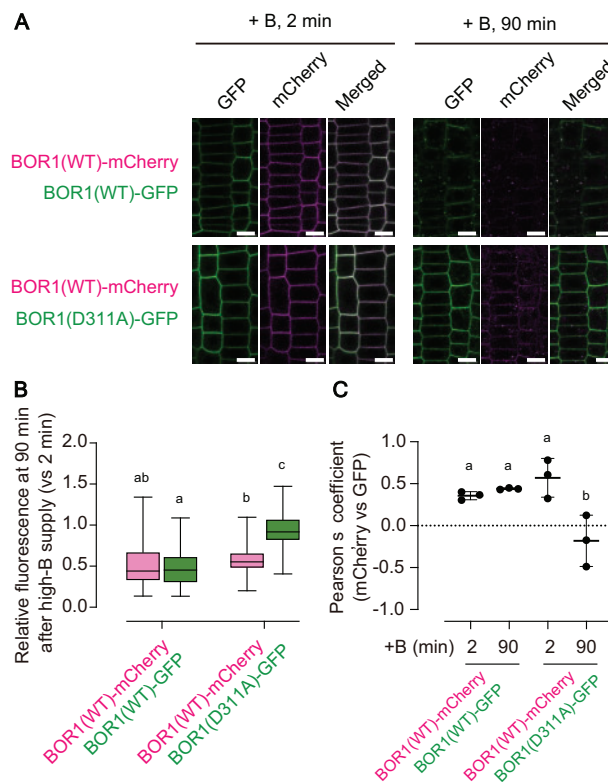 A
+ B, 2 min
+ B, 90 min
GFP
mCherry
Merged
GFP
mCherry
Merged
BOR1(WT)-mCherry
BOR1(WT)-GFP
BOR1(WT)-mCherry
BOR1(D311A)-GFP
B
Relative fluorescence at 90 min
after high-B supply (vs 2 min)
2.0
1.5
1.0
0.5
0.0
ab
a
b
c
BOR1(WT)-mCherry
BOR1(WT)-GFP
BOR1(WT)-mCherry
BOR1(D311A)-GFP
C
Pearson s coefficient
(mCherry vs GFP)
1.0
0.5
0.0
-0.5
-1.0
a
a
a
b
+B (min)
2
90
2
90
BOR1(WT)-mCherry
BOR1(WT)-GFP
BOR1(WT)-mCherry
BOR1(D311A)-GFP